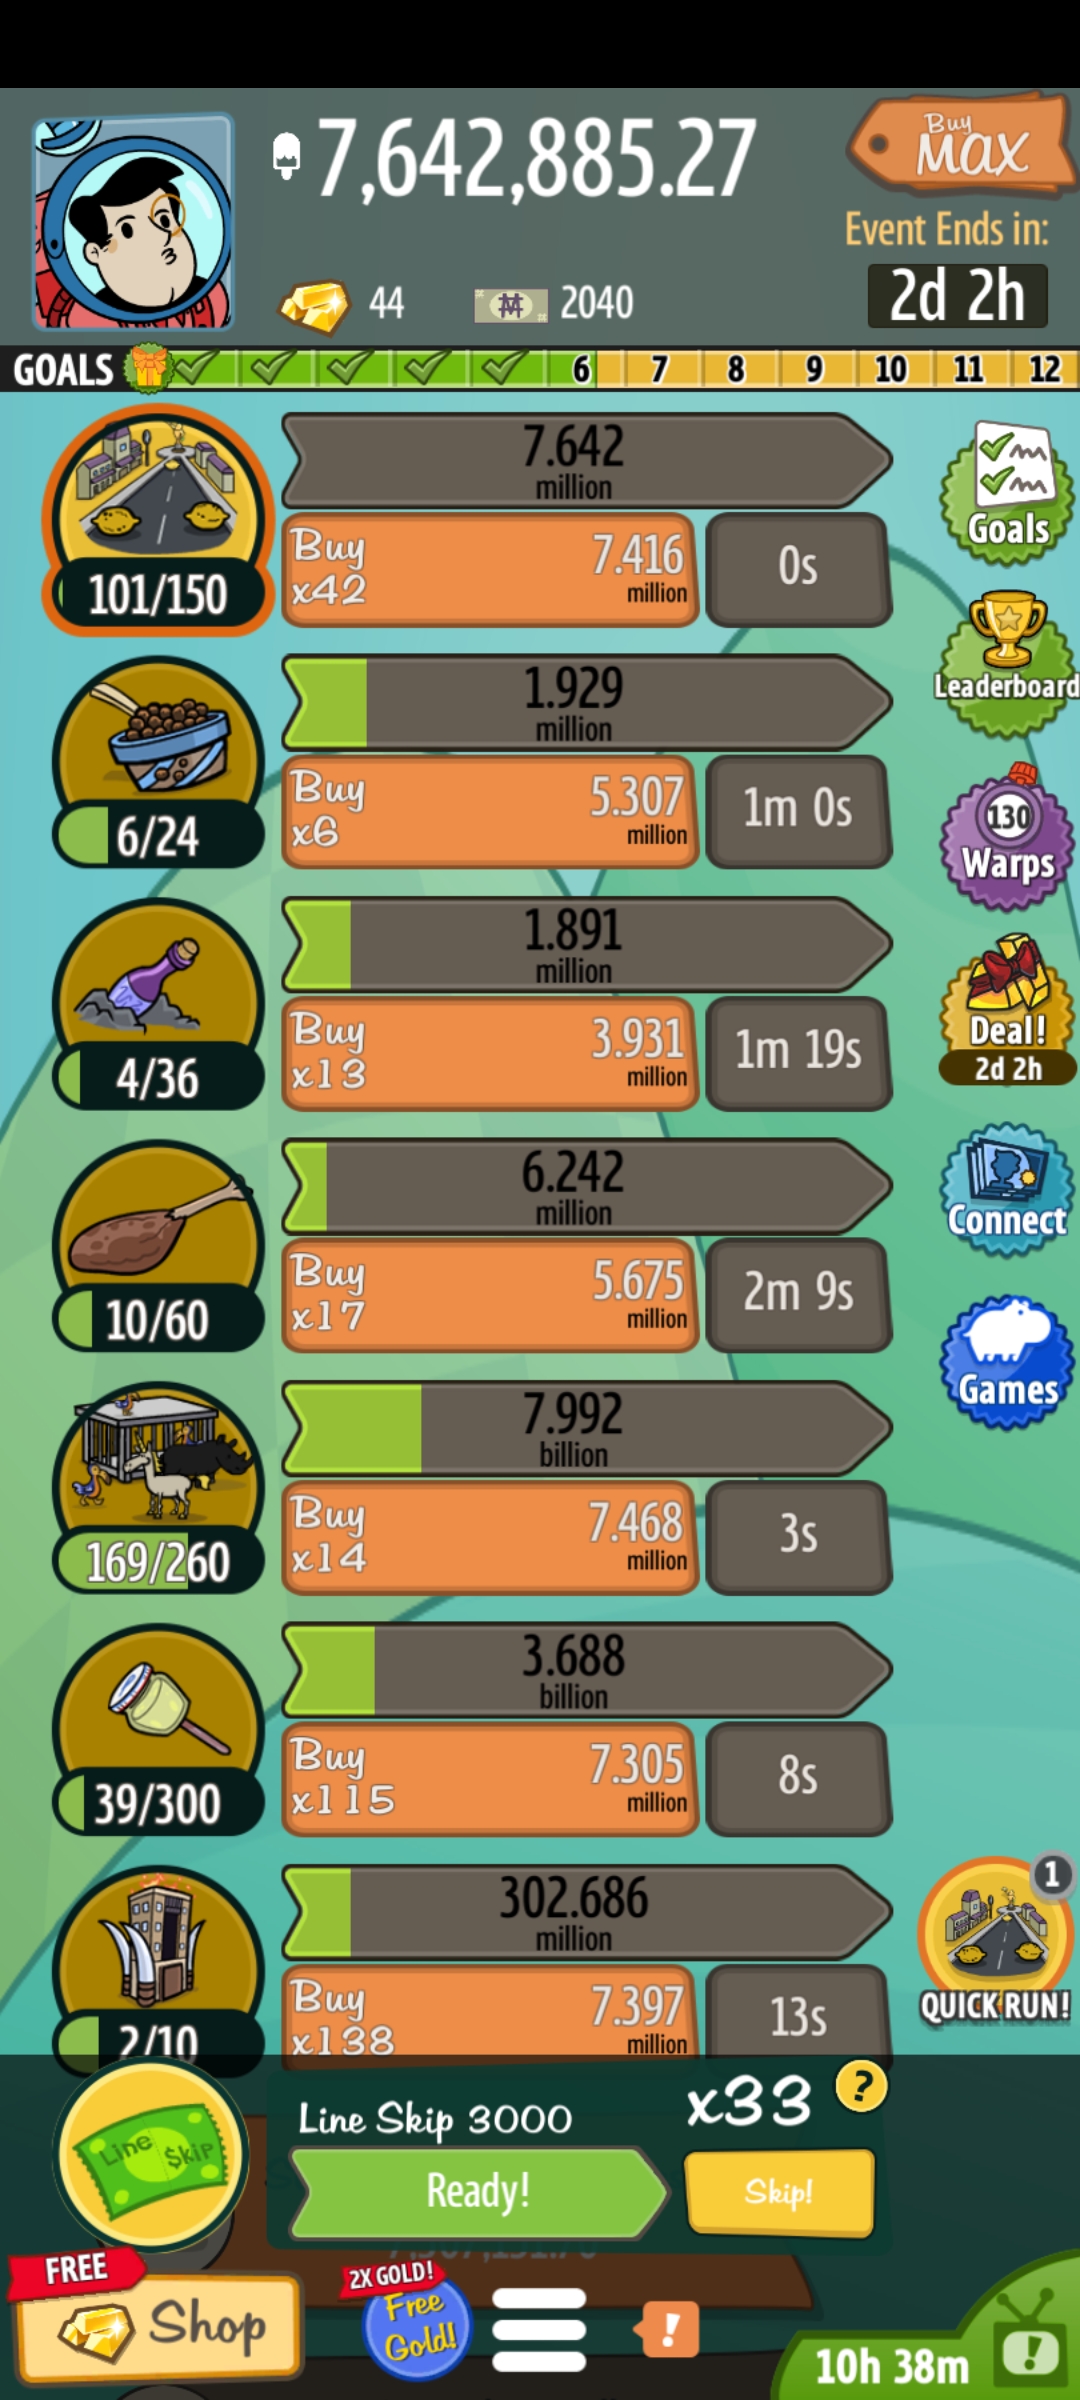 7,642,885.27
Buy
MAX
Event Ends in:
44
2040
2d 2h
GOALS
6 7 8 9 10 11 12
7.642
million
Buy
x42
7.416
million
0s
101/150
Goals
1.929
million
Leaderboard
Buy
x6
5.307
million
1m 0s
6/24
130
Warps
1.891
million
Buy
x13
3.931
million
1m 19s
4/36
Deal!
2d 2h
6.242
million
Buy
x17
5.675
million
2m 9s
10/60
Connect
7.992
billion
Games
Buy
x14
7.468
million
3s
169/260
3.688
billion
Buy
x115
7.305
million
8s
39/300
302.686
million
1
QUICK RUN!
Buy
x138
7.397
million
13s
2/10
Line Skip
Line Skip 3000
x33
?
Ready!
Skip!
FREE
Shop
2X GOLD!
Free
Gold!
!
10h 38m
!